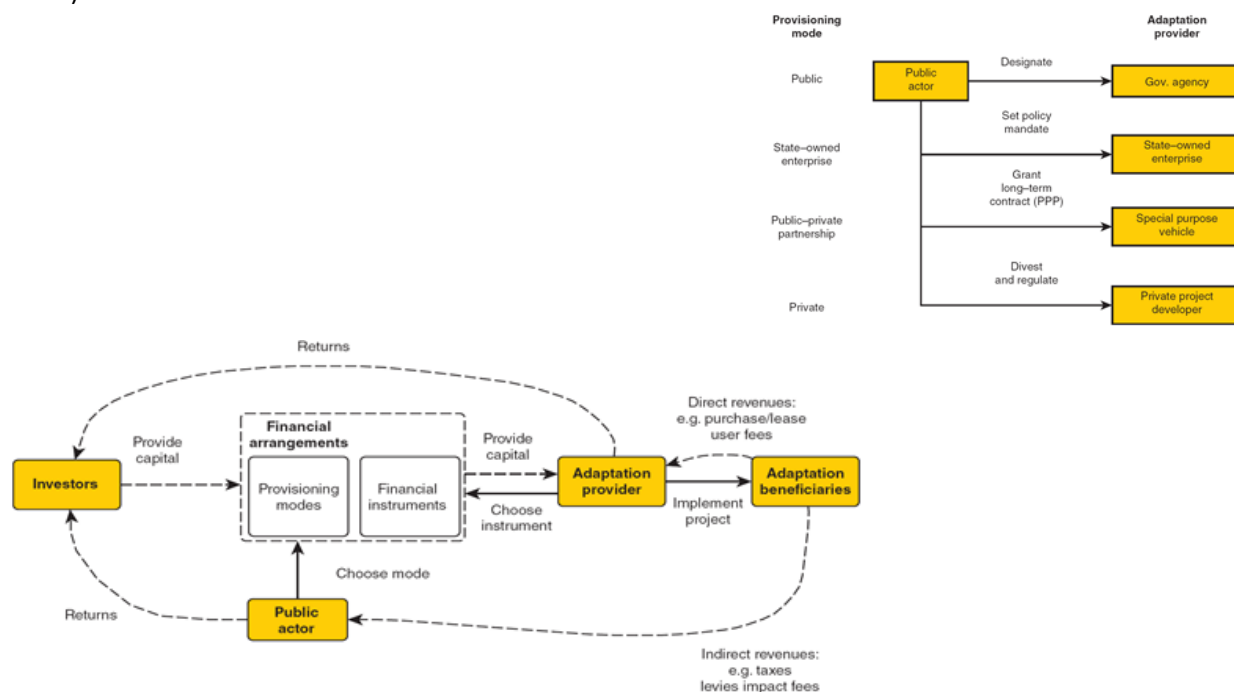 Provisioning
mode
Adaptation
provider
Public
Public
actor
Designate
Gov. agency
Set policy
mandate
State–owned
enterprise
State–owned
enterprise
Grant
long–term
contract (PPP)
Public–private
partnership
Special purpose
vehicle
Divest
and regulate
Private
Private project
developer
Returns
Direct revenues:
e.g. purchase/lease
user fees
Financial
arrangements
Provide
capital
Provide
capital
Investors
Provisioning
modes
Financial
instruments
Adaptation
provider
Adaptation
beneficiaries
Choose
instrument
Implement
project
Choose mode
Returns
Public
actor
Indirect revenues:
e.g. taxes
levies impact fees